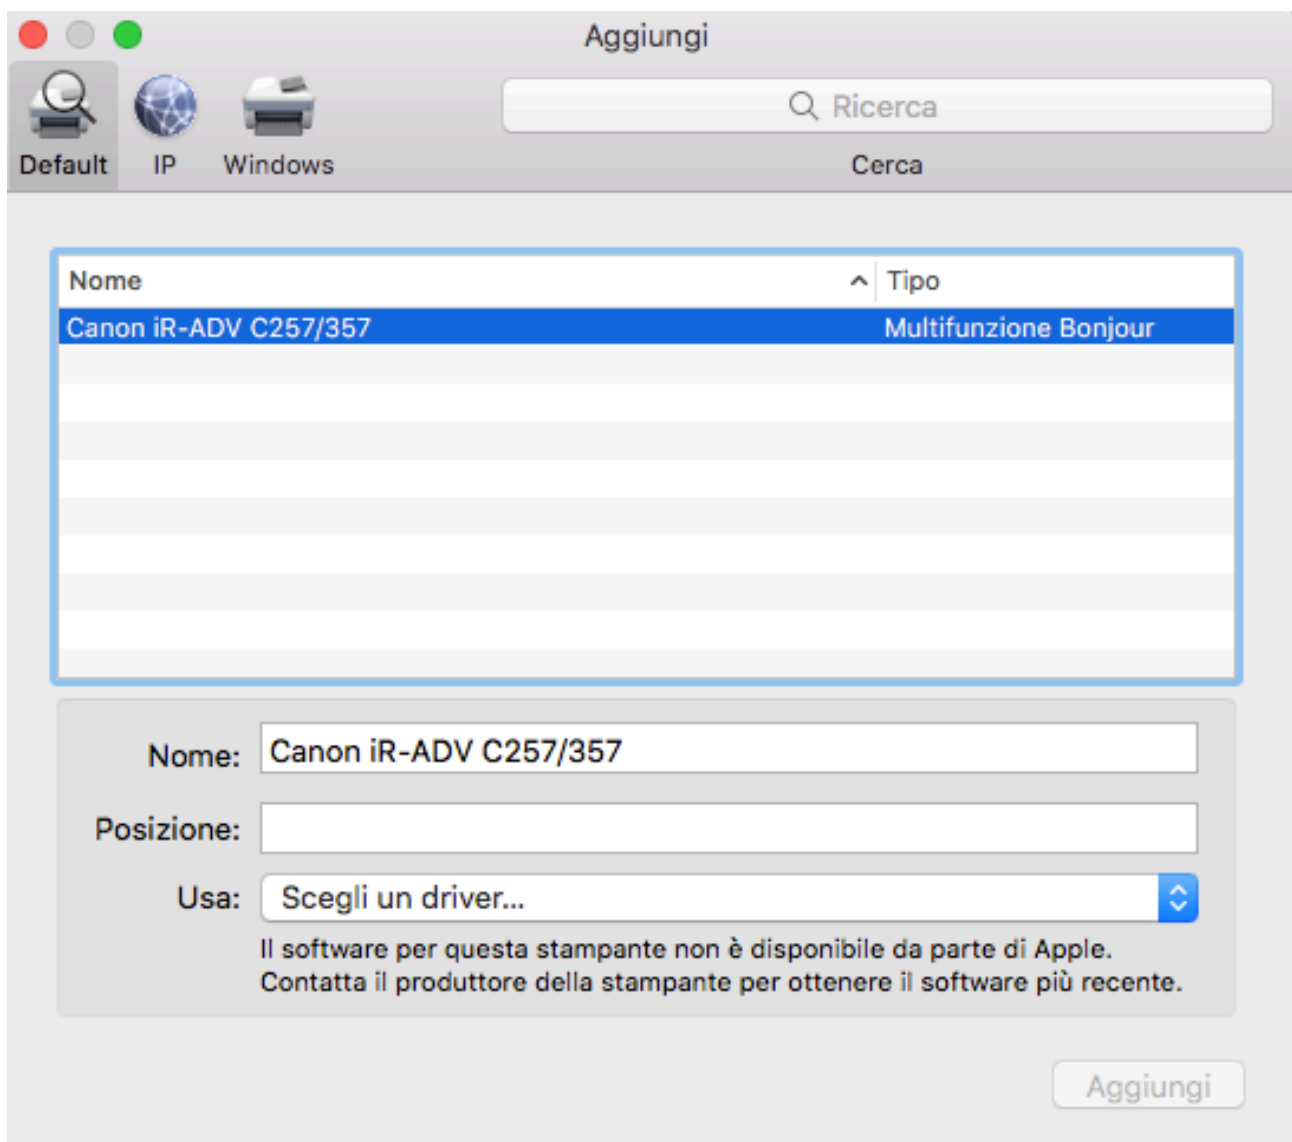 Aggiungi
Ricerca
Default IP Windows Cerca
Nome Tipo
Canon iR-ADV C257/357 Multifunzione Bonjour
Nome: Canon iR-ADV C257/357
Posizione:
Usa: Scegli un driver...
Il software per questa stampante non è disponibile da parte di Apple.
Contatta il produttore della stampante per ottenere il software più recente.
Aggiungi